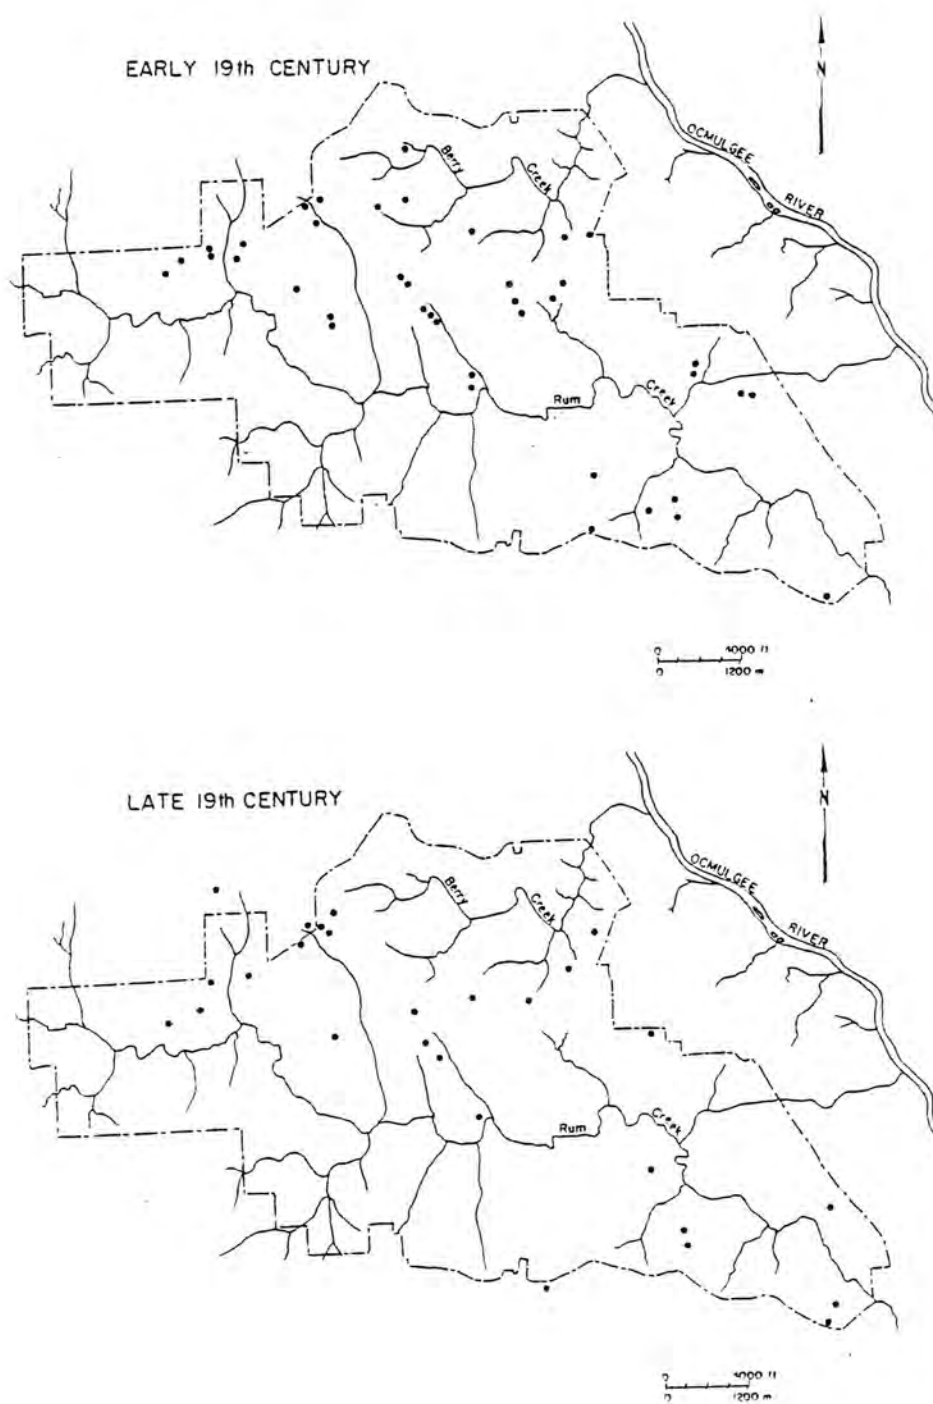 EARLY 19th CENTURY
N
OCMULGEE
RIVER
Berry
Creek
Rum
Creek
0 4000 ft
0 1200 m
LATE 19th CENTURY
N
OCMULGEE
RIVER
Berry
Creek
Rum
Creek
0 4000 ft
0 1200 m